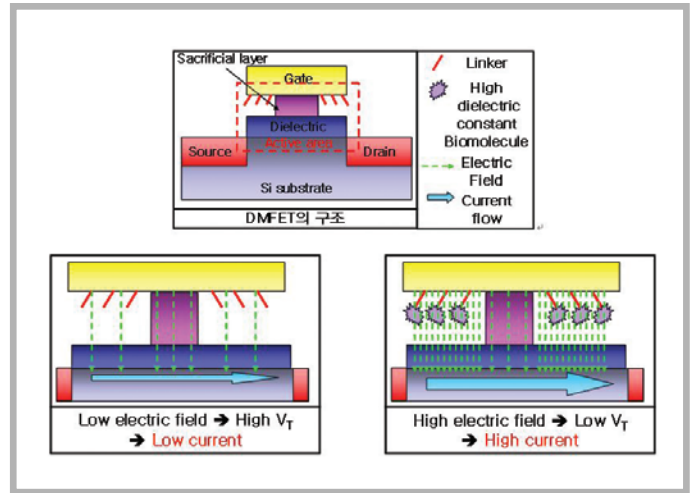 Sacrificial layer
Gate
Dielectric
Active area
Source
Drain
Si substrate
DMFET의 구조
Linker
High
dielectric
constant
Biomolecule
Electric
Field
Current
flow
Low electric field ➔ High V_T
➔ Low current
High electric field ➔ Low V_T
➔ High current